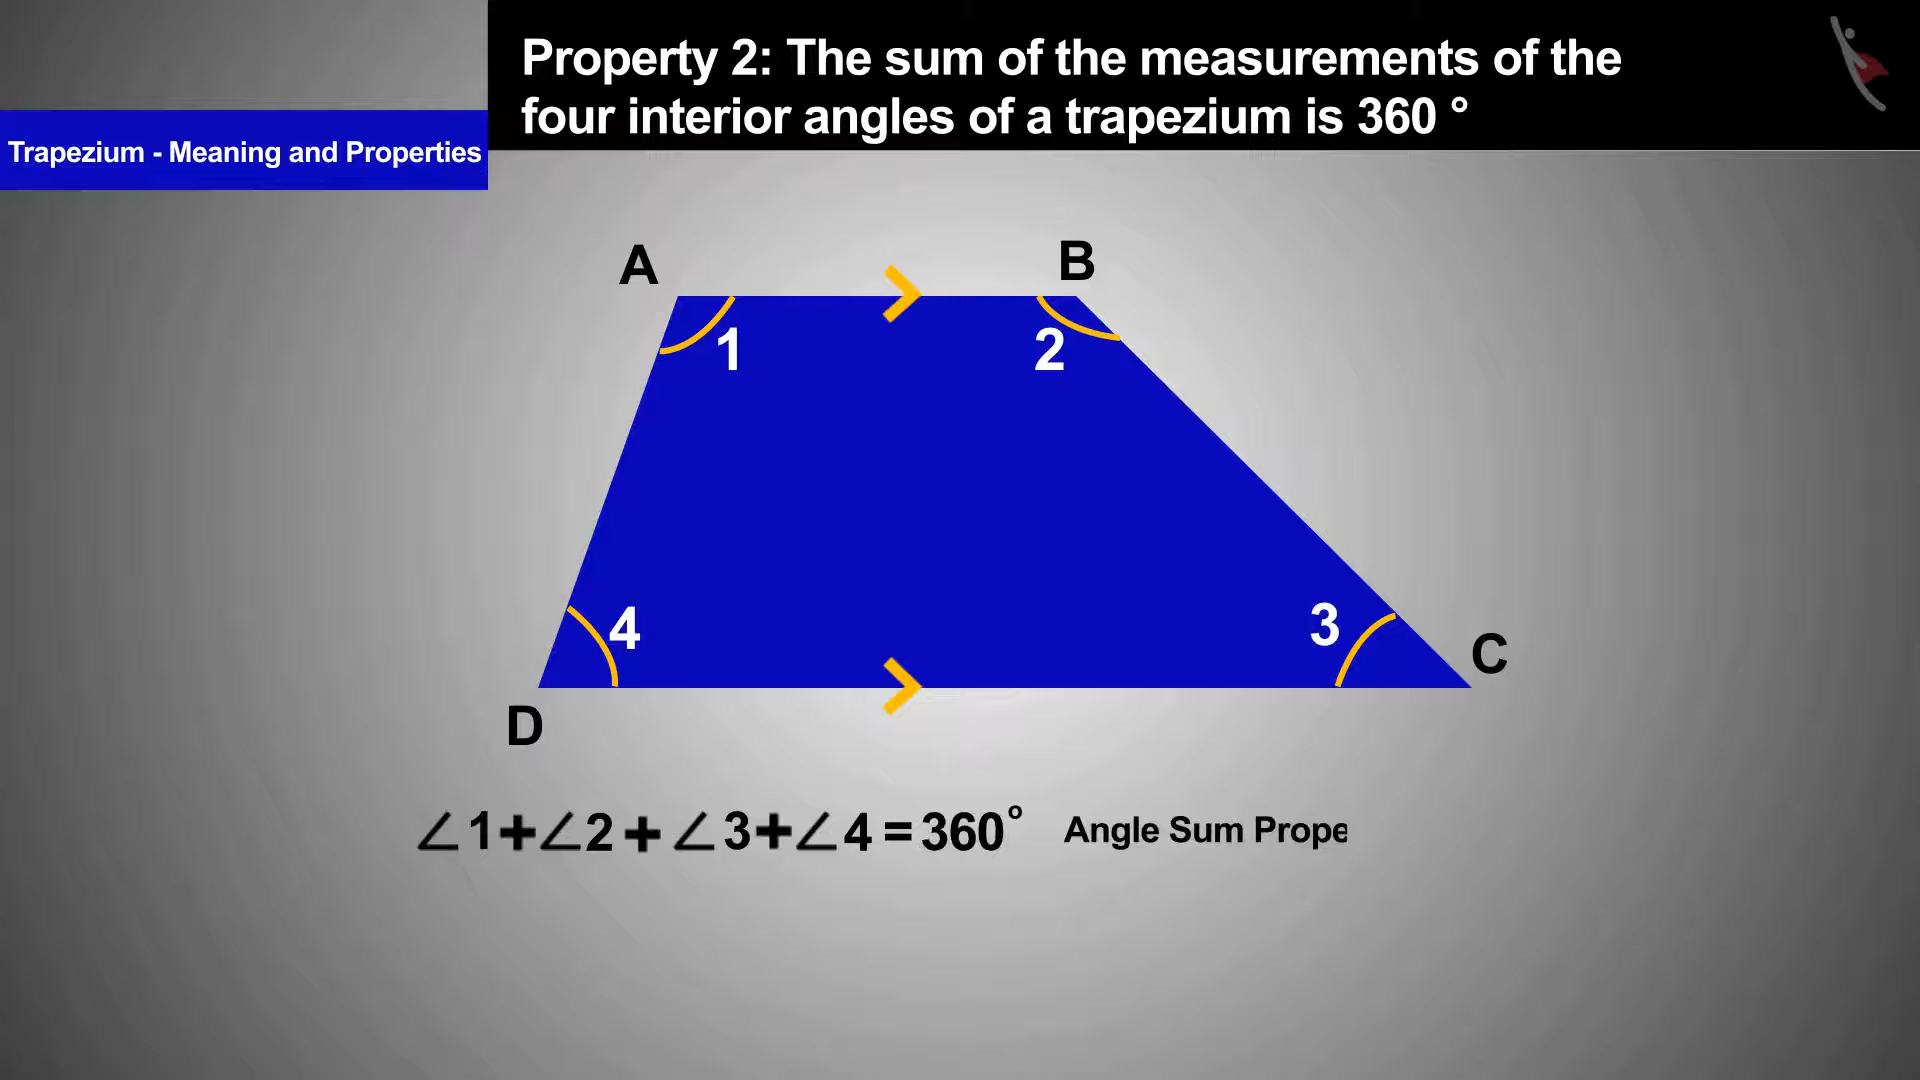 Property 2: The sum of the measurements of the
four interior angles of a trapezium is 360 °
Trapezium - Meaning and Properties
A
B
1
2
4
3
C
D
∠1+∠2+∠3+∠4=360° Angle Sum Prope